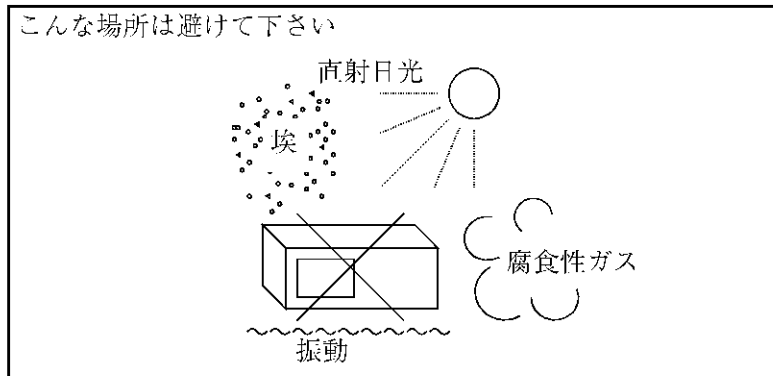 こんな場所は避けて下さい
直射日光
埃
腐食性ガス
振動